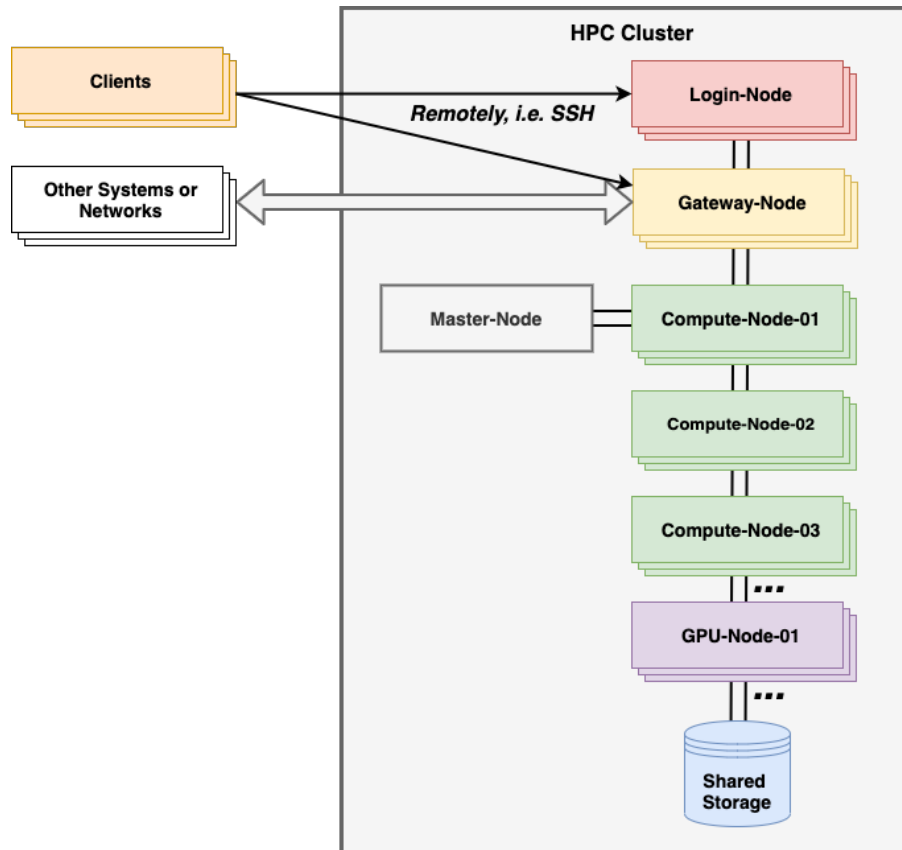 HPC Cluster
Clients
Login-Node
Remotely, i.e. SSH
Other Systems or
Networks
Gateway-Node
Master-Node
Compute-Node-01
Compute-Node-02
Compute-Node-03
...
GPU-Node-01
...
Shared
Storage